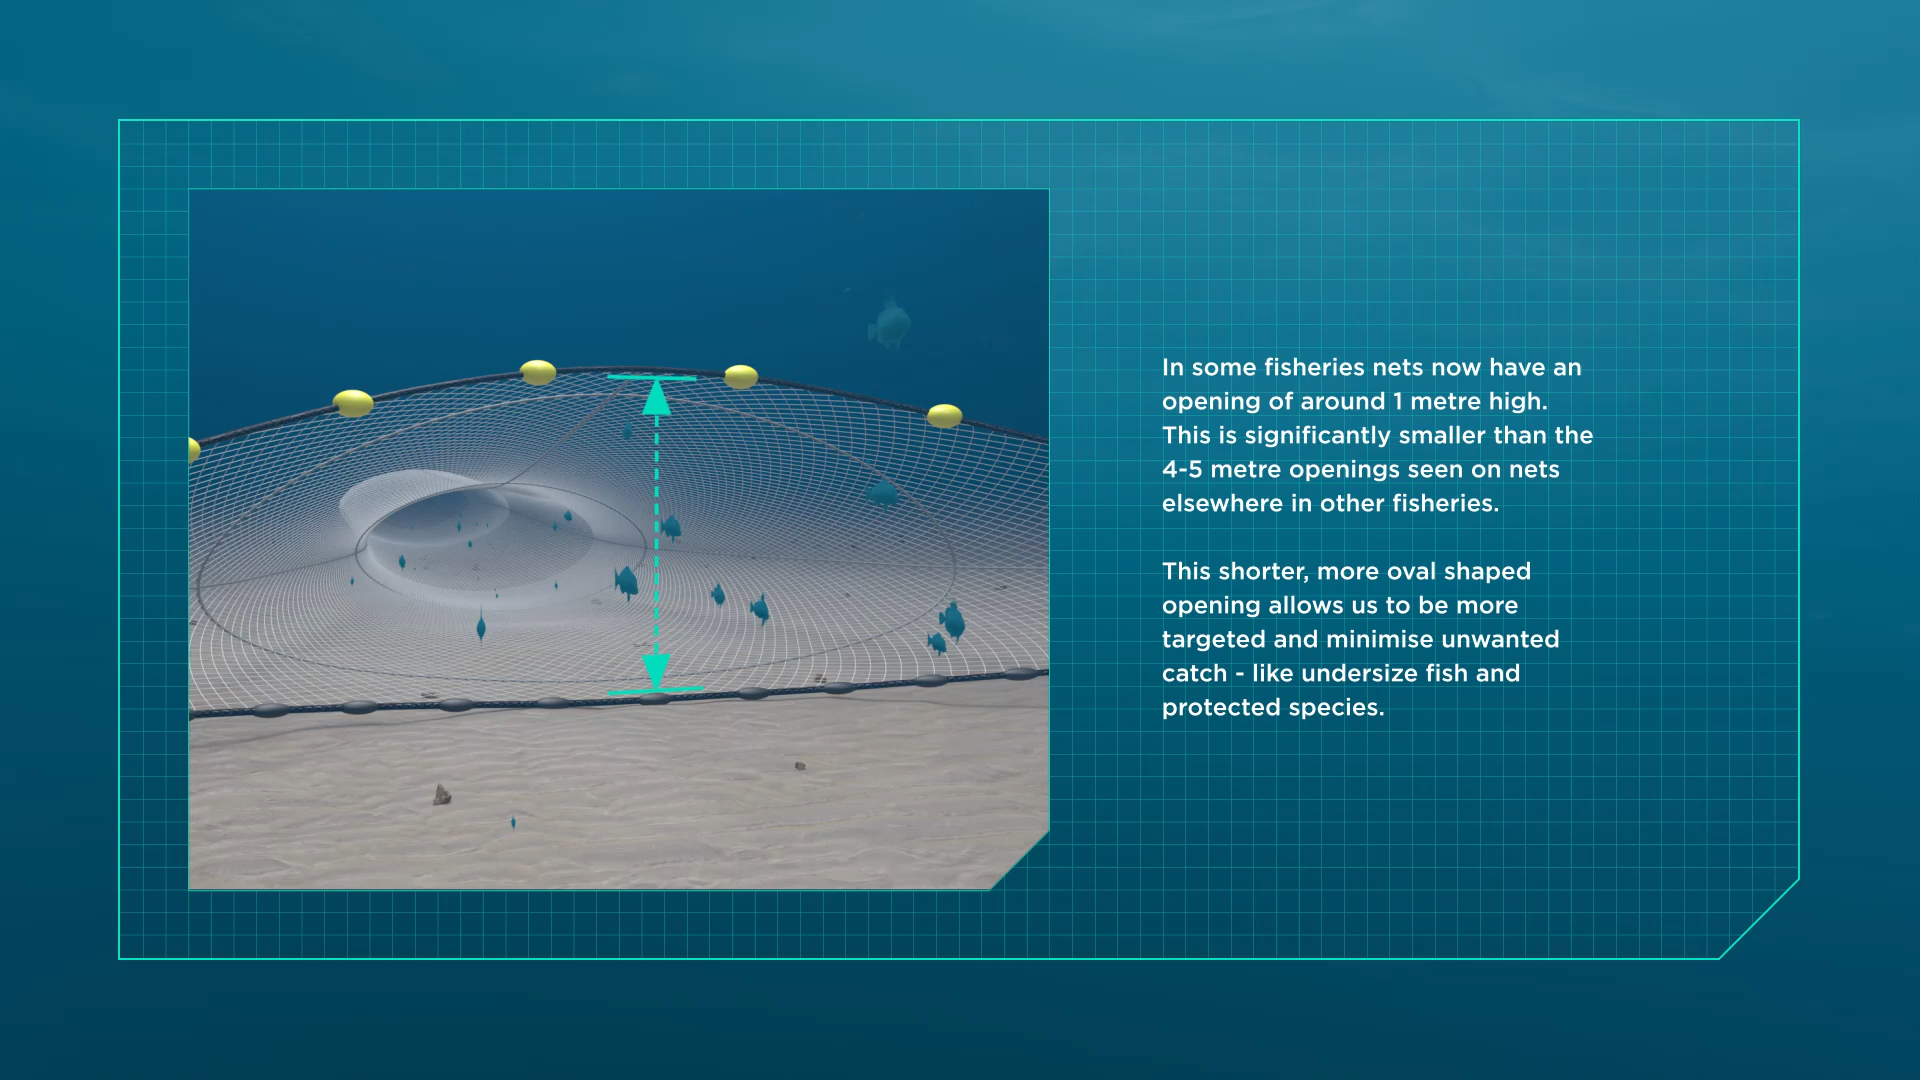 In some fisheries nets now have an
opening of around 1 metre high.
This is significantly smaller than the
4-5 metre openings seen on nets
elsewhere in other fisheries.
This shorter, more oval shaped
opening allows us to be more
targeted and minimise unwanted
catch - like undersize fish and
protected species.